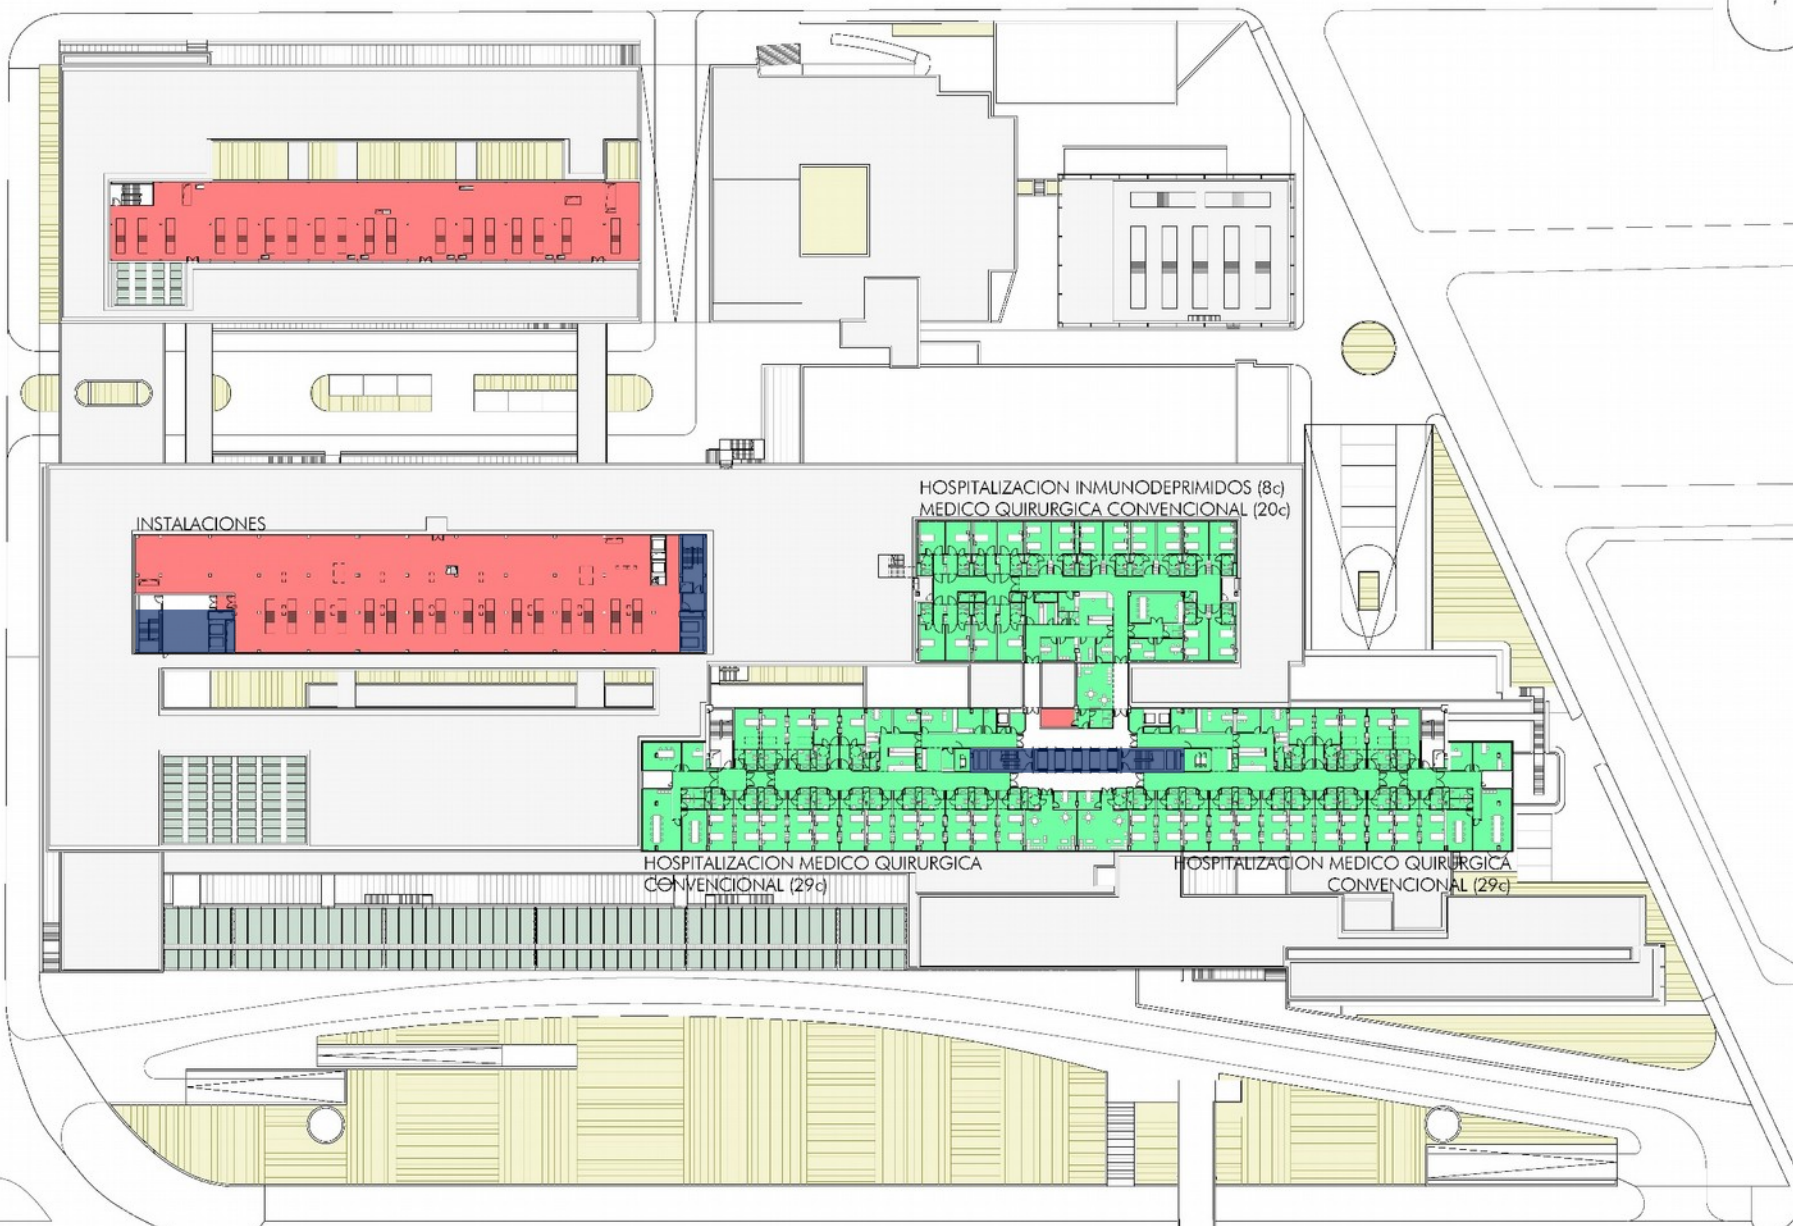 HOSPITALIZACION INMUNODEPRIMIDOS (8c)
MEDICO QUIRURGICA CONVENCIONAL (20c)
INSTALACIONES
HOSPITALIZACION MEDICO QUIRURGICA
CONVENCIONAL (29c)
HOSPITALIZACION MEDICO QUIRURGICA
CONVENCIONAL (29c)